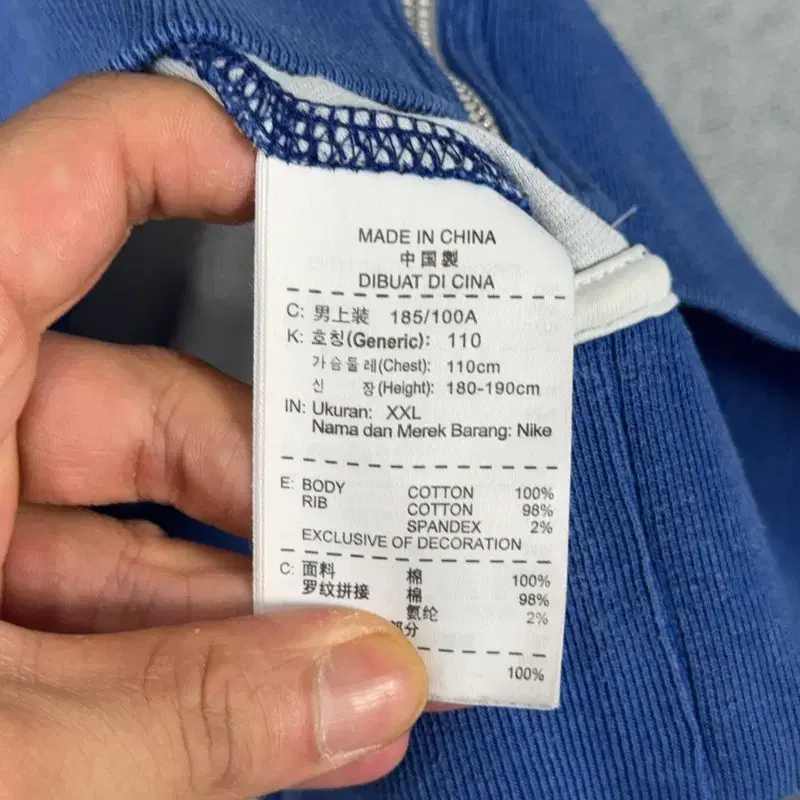 MADE IN CHINA
中国製
DIBUAT DI CINA
C: 男上装 185/100A
K: 호칭(Generic): 110
가슴둘레(Chest): 110cm
신 장(Height): 180-190cm
IN: Ukuran: XXL
Nama dan Merek Barang: Nike
E: BODY COTTON 100%
RIB COTTON 98%
SPANDEX 2%
EXCLUSIVE OF DECORATION
C: 面料 棉 100%
罗纹拼接 棉 98%
氨纶 2%
部分
100%